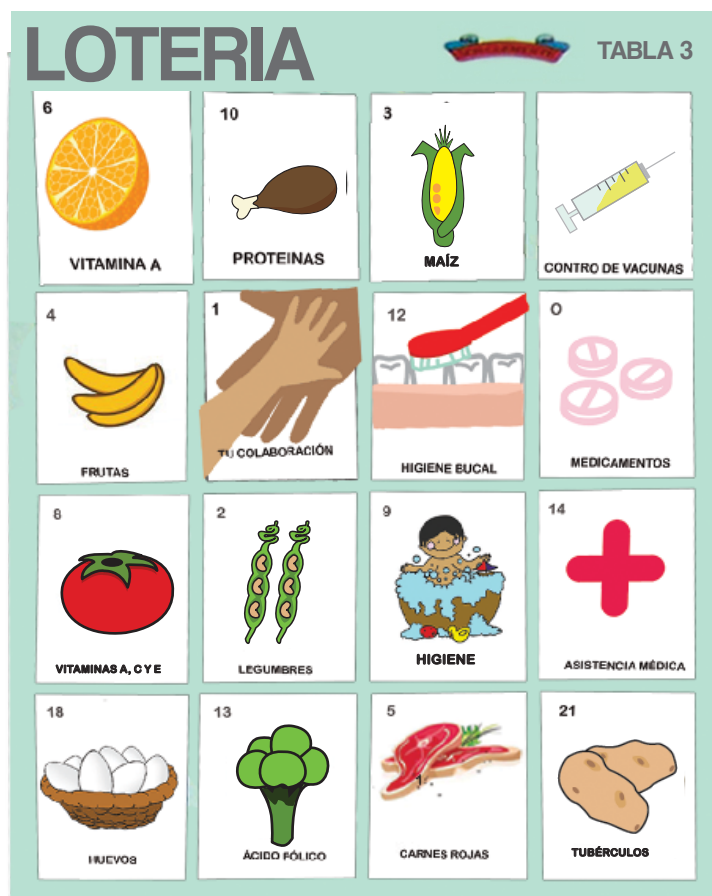 LOTERIA
TABLA 3
6
VITAMINA A
10
PROTEINAS
3
MAÍZ
CONTRO DE VACUNAS
4
FRUTAS
1
TU COLABORACIÓN
12
HIGIENE BUCAL
O
MEDICAMENTOS
8
VITAMINAS A, C Y E
2
LEGUMBRES
9
HIGIENE
14
ASISTENCIA MÉDICA
18
HUEVOS
13
ÁCIDO FÓLICO
5
1
CARNES ROJAS
21
TUBÉRCULOS